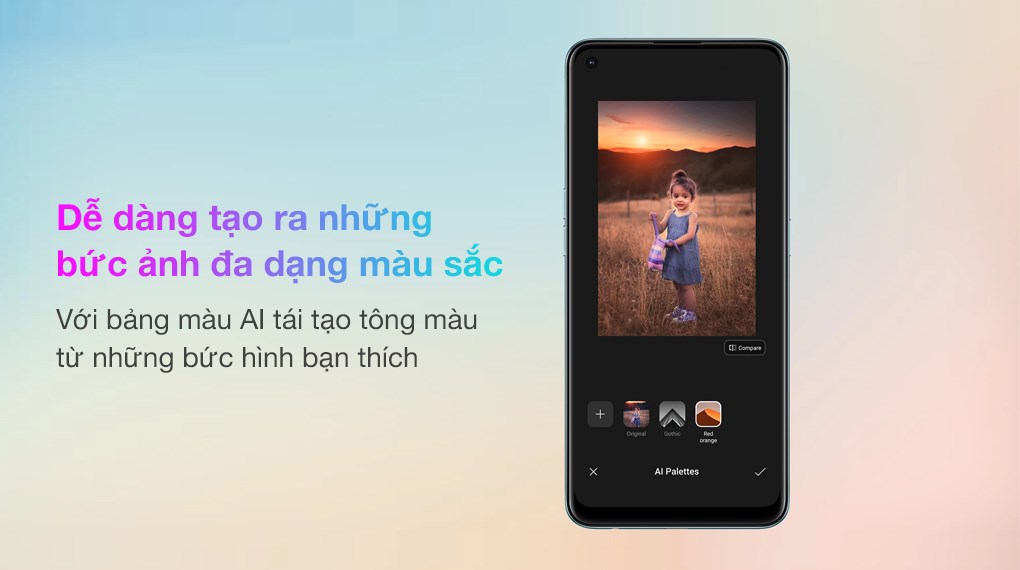 Dễ dàng tạo ra những
bức ảnh đa dạng màu sắc
Với bảng màu AI tái tạo tông màu
từ những bức hình bạn thích
Compare
Original
Gothic
Red
orange
AI Palettes